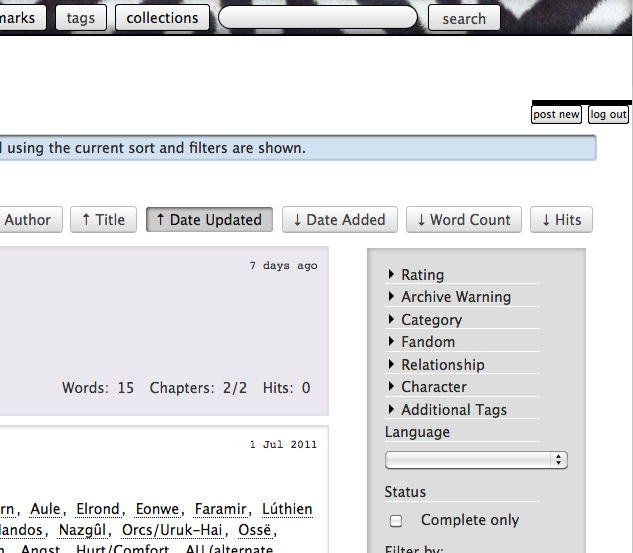 marks tags collections search
post new log out
using the current sort and filters are shown.
Author ↑ Title ↑ Date Updated ↓ Date Added ↓ Word Count ↓ Hits
7 days ago
Words: 15 Chapters: 2/2 Hits: 0
1 Jul 2011
rn, Aule, Elrond, Eonwe, Faramir, Lúthien
landos, Nazgûl, Orcs/Uruk-Hai, Ossë,
Angst, Hurt/Comfort, AU (alternate
Rating
Archive Warning
Category
Fandom
Relationship
Character
Additional Tags
Language
Status
Complete only
Filter by: